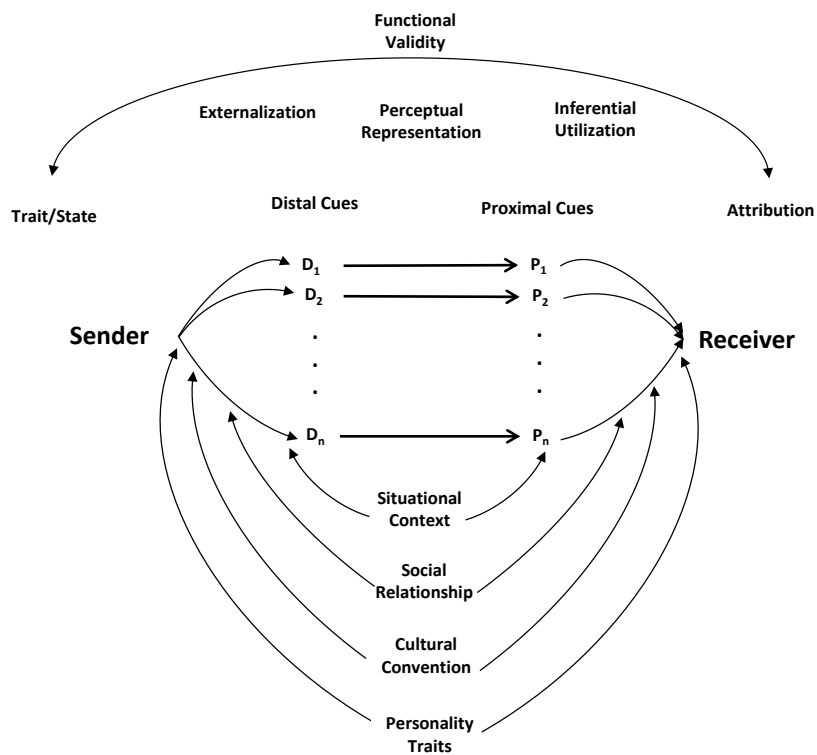 Functional
Validity
Externalization
Perceptual
Representation
Inferential
Utilization
Trait/State
Distal Cues
Proximal Cues
Attribution
D1
P1
D2
P2
Sender
Receiver
.
.
.
.
.
.
Dn
Pn
Situational
Context
Social
Relationship
Cultural
Convention
Personality
Traits